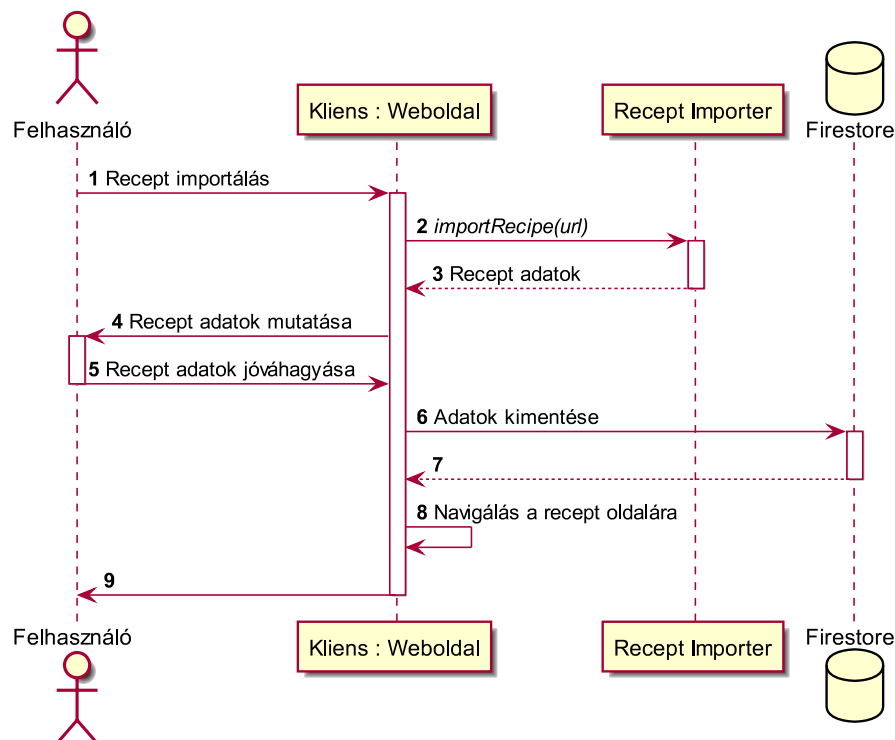 Felhasználó
Kliens : Weboldal
Recept Importer
Firestore
1 Recept importálás
2 importRecipe(url)
3 Recept adatok
4 Recept adatok mutatása
5 Recept adatok jóváhagyása
6 Adatok kimentése
7
8 Navigálás a recept oldalára
9
Felhasználó
Kliens : Weboldal
Recept Importer
Firestore